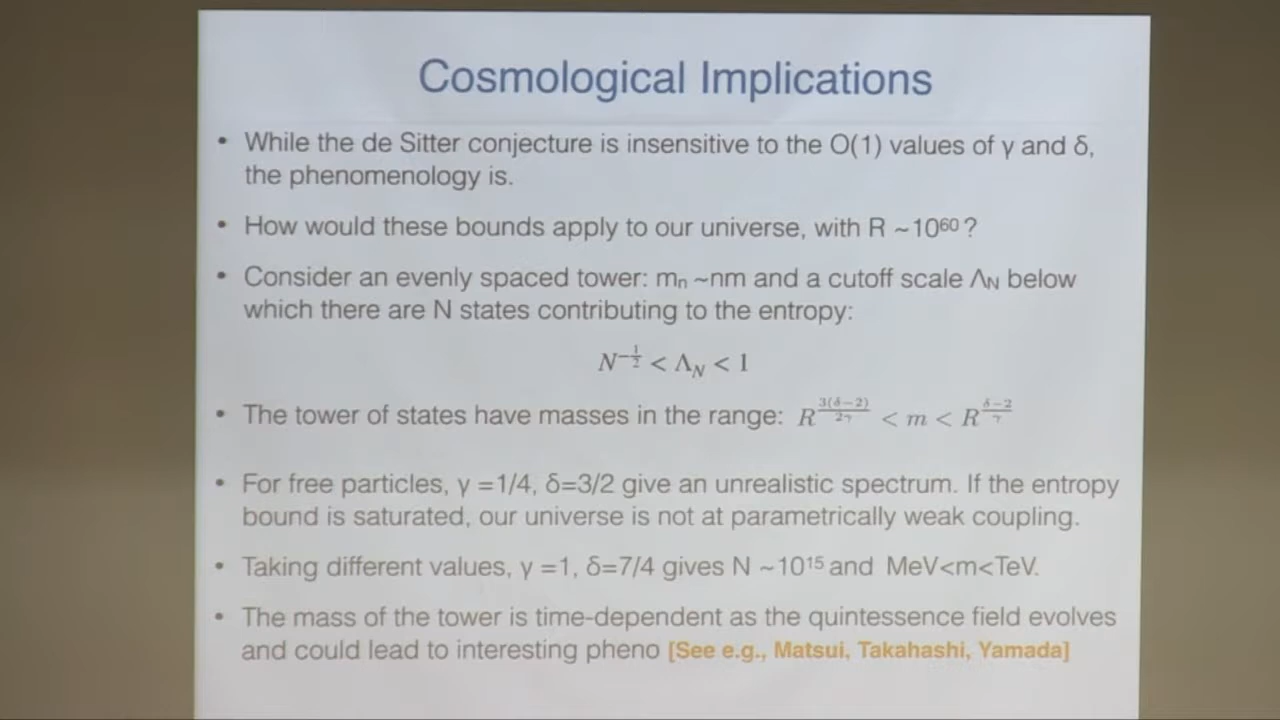 Cosmological Implications
• While the de Sitter conjecture is insensitive to the O(1) values of γ and δ,
the phenomenology is.
• How would these bounds apply to our universe, with R ~10⁶⁰ ?
• Consider an evenly spaced tower: mₙ ~nm and a cutoff scale Λ_N below
which there are N states contributing to the entropy:
N^{-\frac{1}{2}} < Λ_N < 1
• The tower of states have masses in the range: R^{\frac{3(δ-2)}{2γ}} < m < R^{\frac{δ-2}{γ}}
• For free particles, γ =1/4, δ=3/2 give an unrealistic spectrum. If the entropy
bound is saturated, our universe is not at parametrically weak coupling.
• Taking different values, γ =1, δ=7/4 gives N ~10¹⁵ and MeV<m<TeV.
• The mass of the tower is time-dependent as the quintessence field evolves
and could lead to interesting pheno [See e.g., Matsui, Takahashi, Yamada]